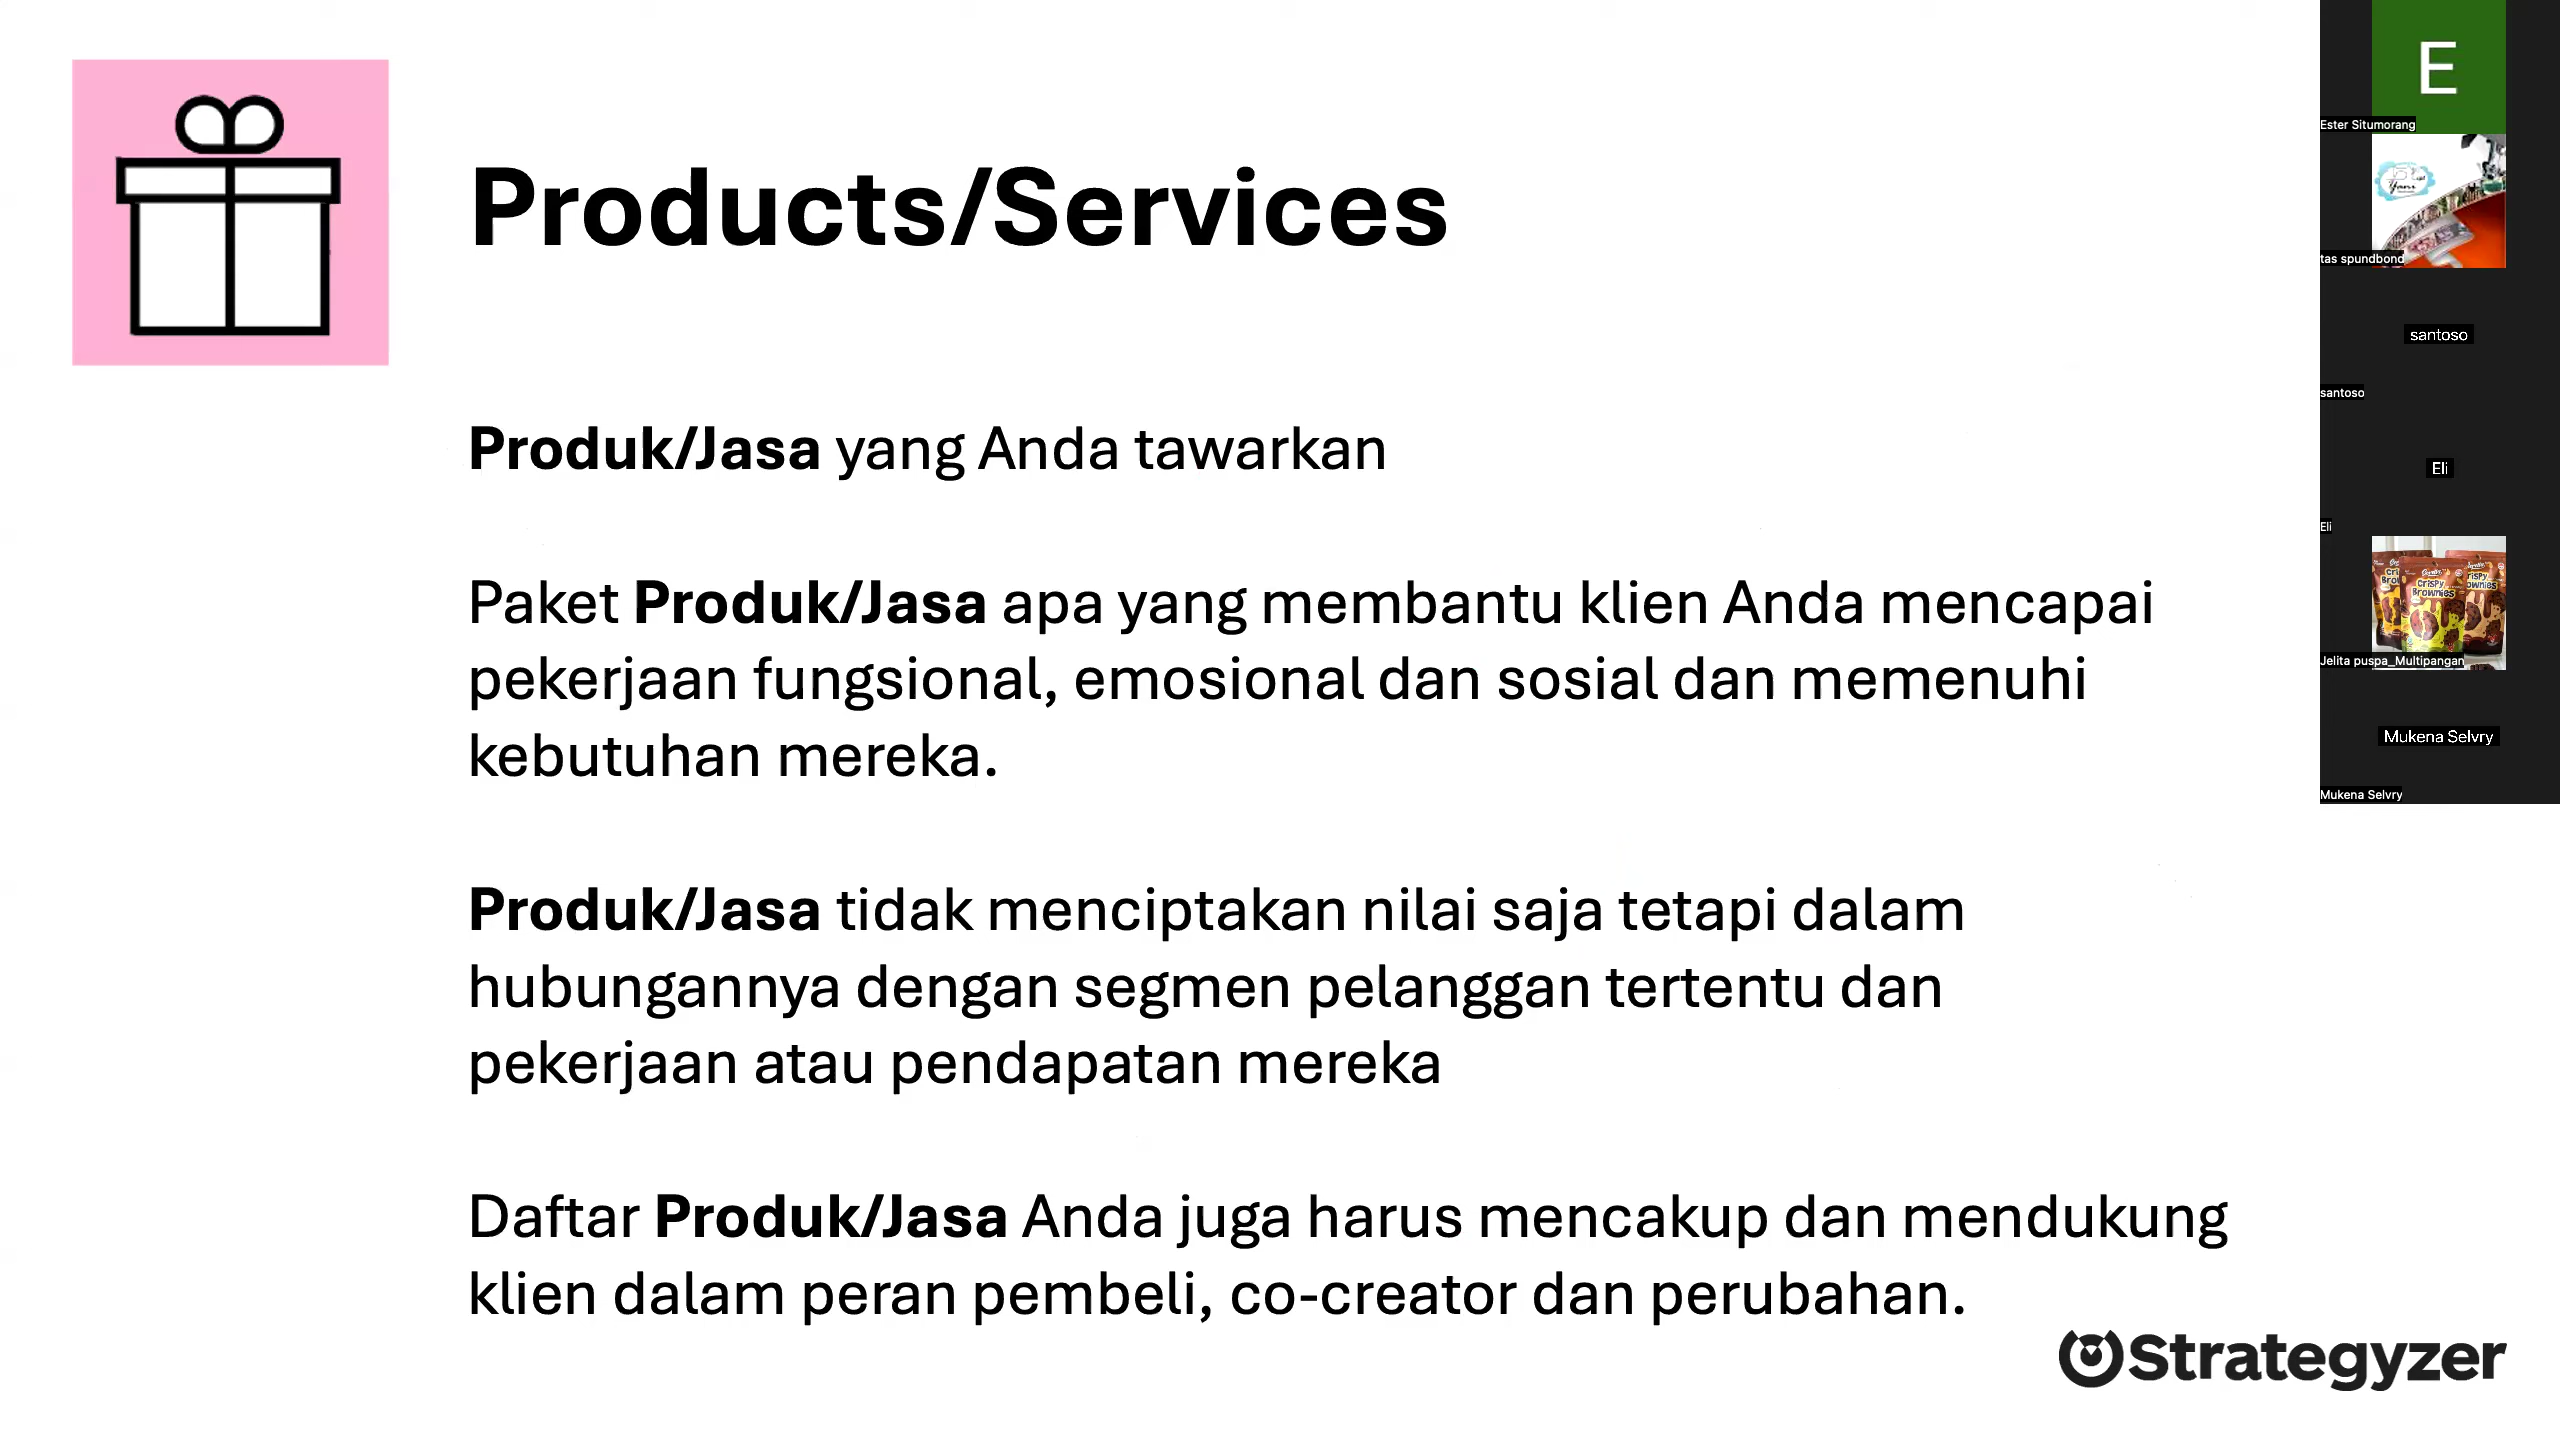 Products/Services
Produk/Jasa yang Anda tawarkan
Paket Produk/Jasa apa yang membantu klien Anda mencapai
pekerjaan fungsional, emosional dan sosial dan memenuhi
kebutuhan mereka.
Produk/Jasa tidak menciptakan nilai saja tetapi dalam
hubungannya dengan segmen pelanggan tertentu dan
pekerjaan atau pendapatan mereka
Daftar Produk/Jasa Anda juga harus mencakup dan mendukung
klien dalam peran pembeli, co-creator dan perubahan.
Strategyzer
E
Ester Situmorang
Yani
tas spundbond
santoso
santoso
Eli
Eli
Crispy
Brownies
Jelita puspa_Multipangan
Mukena Selvry
Mukena Selvry